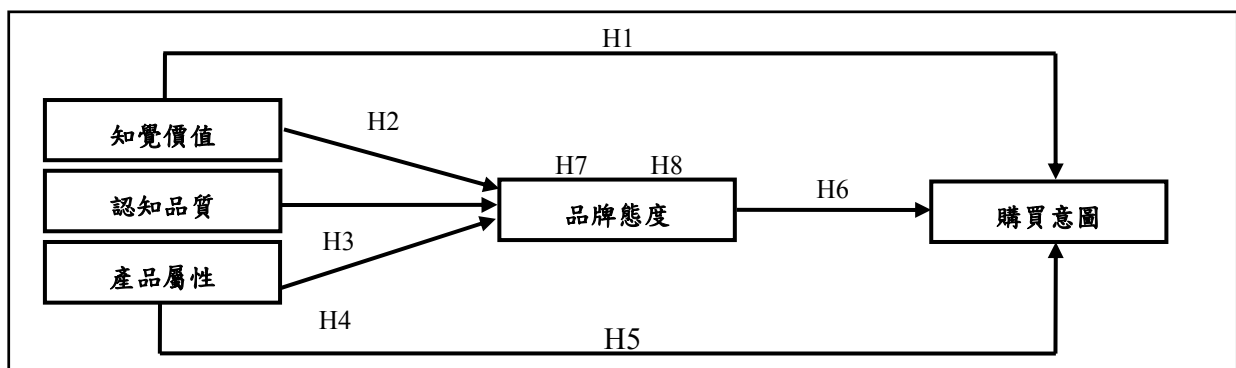 H1
知覺價值
H2
認知品質
H7 H8
品牌態度
H6
購買意圖
H3
產品屬性
H4
H5